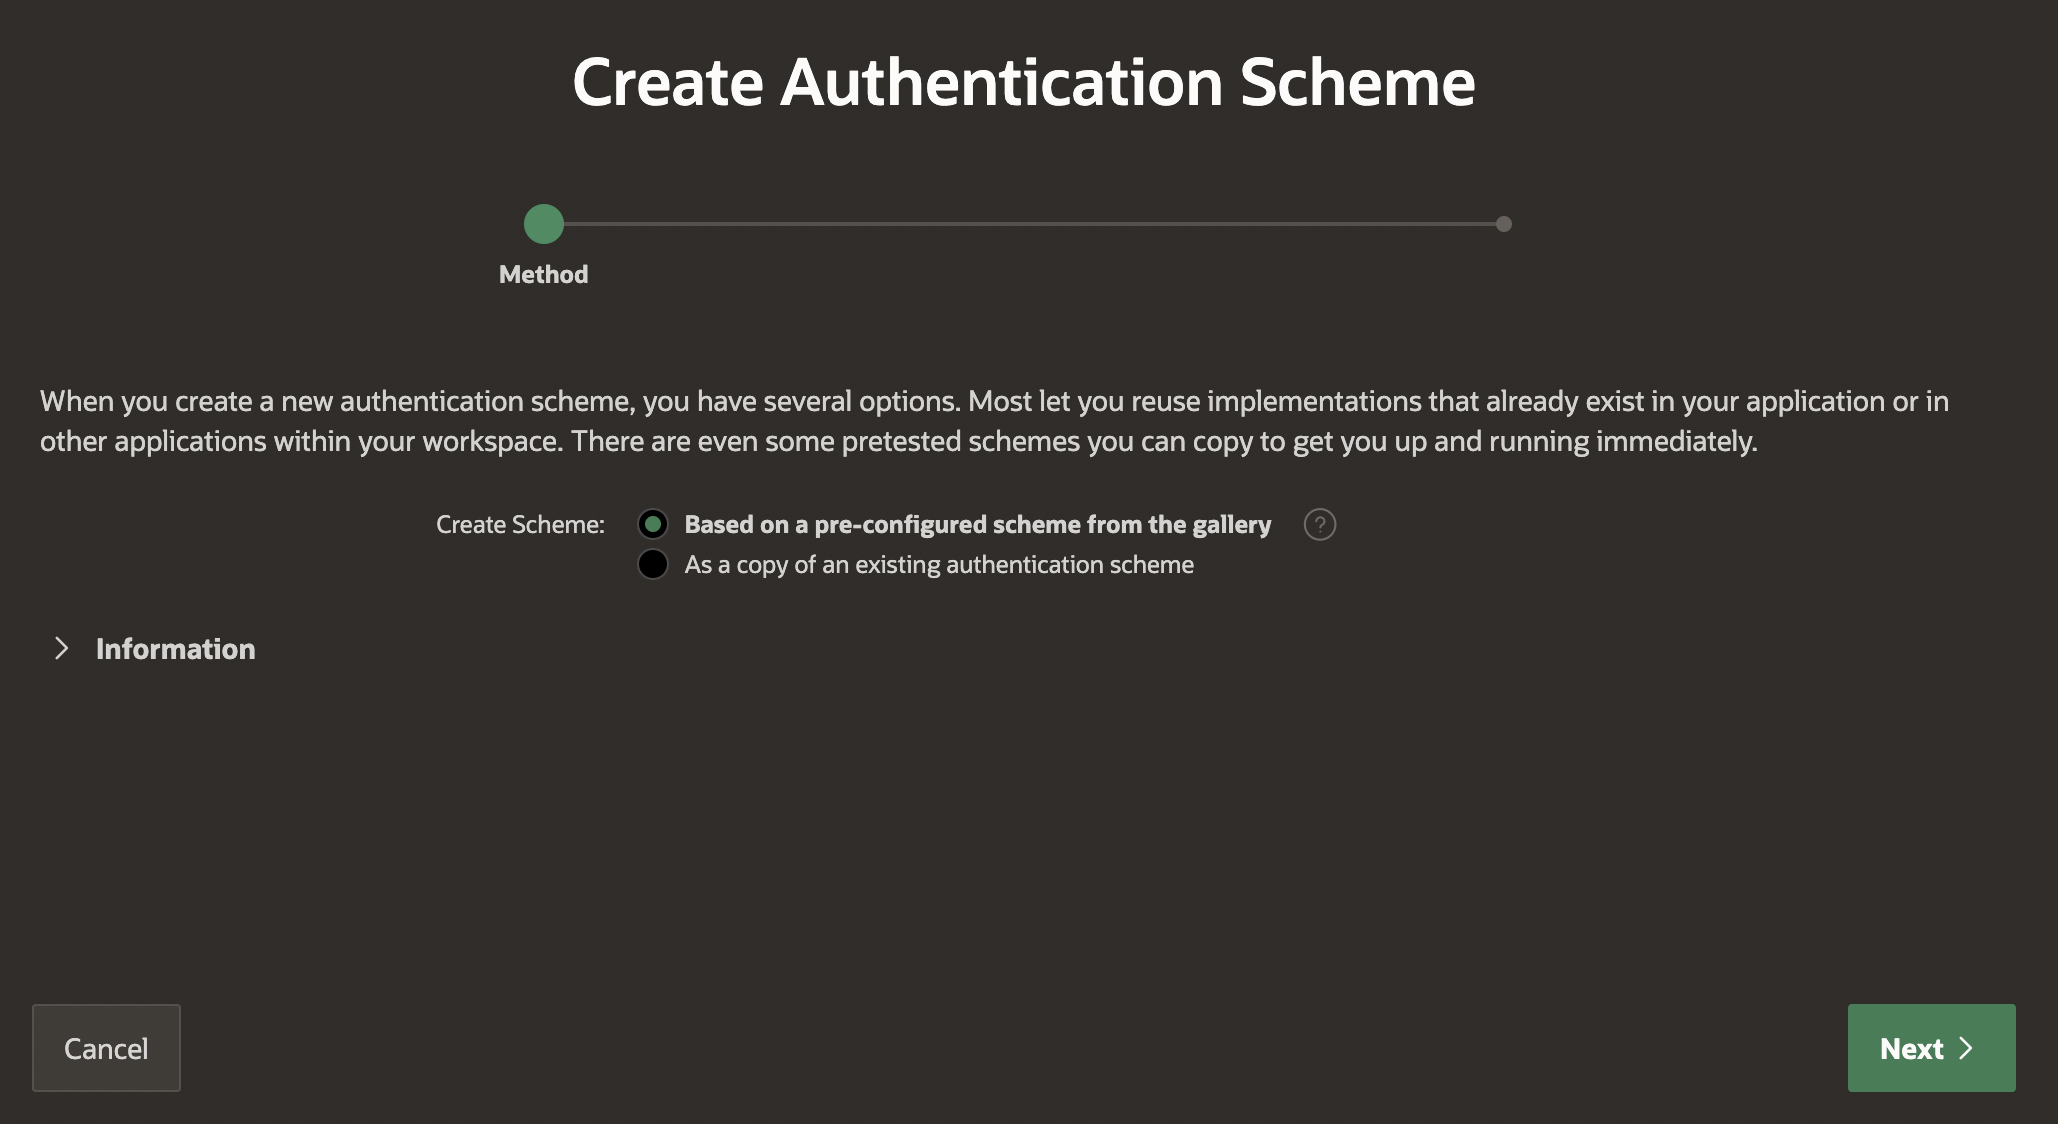 Create Authentication Scheme
Method
When you create a new authentication scheme, you have several options. Most let you reuse implementations that already exist in your application or in
other applications within your workspace. There are even some pretested schemes you can copy to get you up and running immediately.
Create Scheme: Based on a pre-configured scheme from the gallery ?
As a copy of an existing authentication scheme
Information
Cancel Next